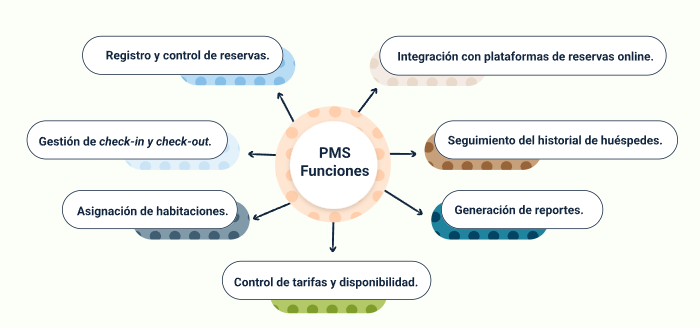 Registro y control de reservas.
Integración con plataformas de reservas online.
Gestión de check-in y check-out.
PMS
Funciones
Seguimiento del historial de huéspedes.
Asignación de habitaciones.
Generación de reportes.
Control de tarifas y disponibilidad.